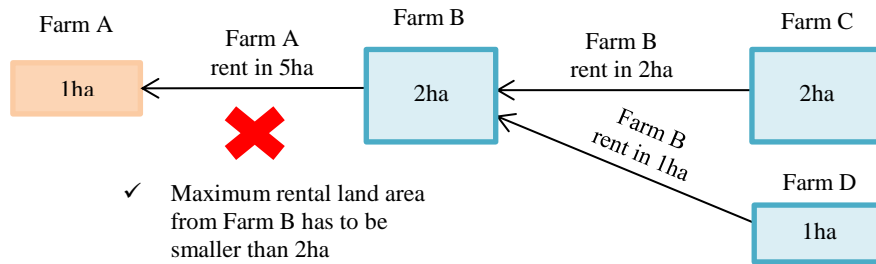 Farm A
Farm B
Farm C
Farm A
rent in 5ha
Farm B
rent in 2ha
1ha
2ha
2ha
Farm B
rent in 1ha
✓ Maximum rental land area
from Farm B has to be
smaller than 2ha
Farm D
1ha